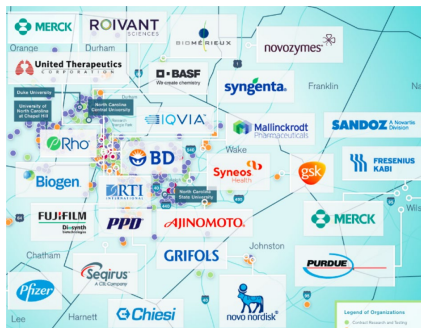 MERCK
ROIVANT
SCIENCES
BIOMÉRIEUX
novozymes
Orange
Durham
United Therapeutics
CORPORATION
BASF
We create chemistry
syngenta
Franklin
Duke University
University of
North Carolina
at Chapel Hill
North Carolina
Central University
IQVIA
Mallinckrodt
Pharmaceuticals
SANDOZ A Novartis
Division
Rho
BD
Wake
Syneos
Health
gsk
FRESENIUS
KABI
Biogen
RTI
INTERNATIONAL
North Carolina
State University
FUJIFILM
Diosynth
PPD
AJINOMOTO
MERCK
Wils
Chatham
GRIFOLS
Johnston
Seqirus
A CSL Company
PURDUE
Pfizer
Chiesi
novo nordisk
Lee
Harnett
Legend of Organizations
Contract Research and Testing